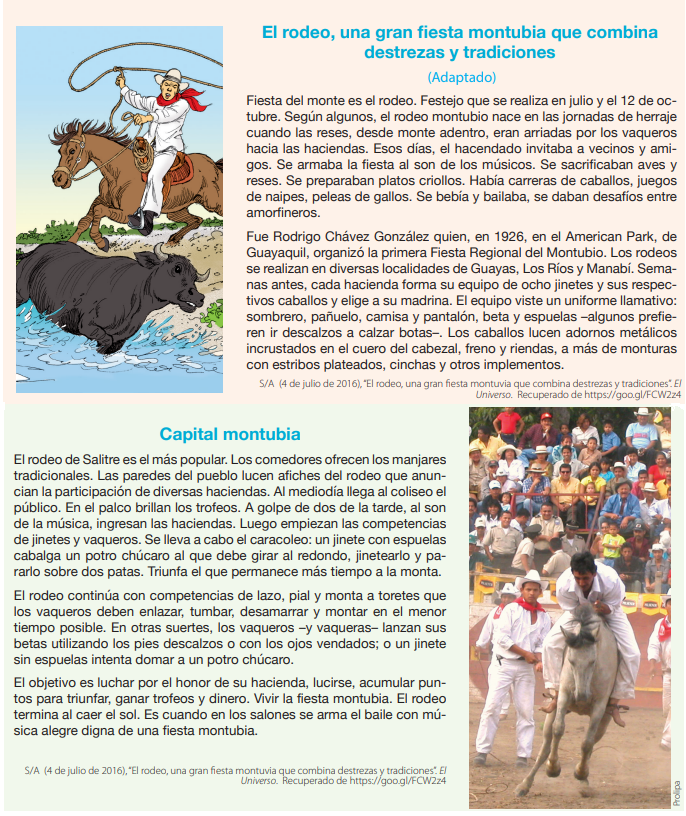 El rodeo, una gran fiesta montubia que combina
destrezas y tradiciones
(Adaptado)
Fiesta del monte es el rodeo. Festejo que se realiza en julio y el 12 de oc-
tubre. Según algunos, el rodeo montubio nace en las jornadas de herraje
cuando las reses, desde monte adentro, eran arriadas por los vaqueros
hacia las haciendas. Esos días, el hacendado invitaba a vecinos y ami-
gos. Se armaba la fiesta al son de los músicos. Se sacrificaban aves y
reses. Se preparaban platos criollos. Había carreras de caballos, juegos
de naipes, peleas de gallos. Se bebía y bailaba, se daban desafíos entre
amorfineros.
Fue Rodrigo Chávez González quien, en 1926, en el American Park, de
Guayaquil, organizó la primera Fiesta Regional del Montubio. Los rodeos
se realizan en diversas localidades de Guayas, Los Ríos y Manabí. Sema-
nas antes, cada hacienda forma su equipo de ocho jinetes y sus respec-
tivos caballos y elige a su madrina. El equipo viste un uniforme llamativo:
sombrero, pañuelo, camisa y pantalón, beta y espuelas –algunos prefie-
ren ir descalzos a calzar botas–. Los caballos lucen adornos metálicos
incrustados en el cuero del cabezal, freno y riendas, a más de monturas
con estribos plateados, cinchas y otros implementos.
S/A (4 de julio de 2016), “El rodeo, una gran fiesta montuvia que combina destrezas y tradiciones”. El
Universo. Recuperado de https://goo.gl/FCW2z4
Capital montubia
El rodeo de Salitre es el más popular. Los comedores ofrecen los manjares
tradicionales. Las paredes del pueblo lucen afiches del rodeo que anun-
cian la participación de diversas haciendas. Al mediodía llega al coliseo el
público. En el palco brillan los trofeos. A golpe de dos de la tarde, al son
de la música, ingresan las haciendas. Luego empiezan las competencias
de jinetes y vaqueros. Se lleva a cabo el caracoleo: un jinete con espuelas
cabalga un potro chúcaro al que debe girar al redondo, jinetearlo y pa-
rarlo sobre dos patas. Triunfa el que permanece más tiempo a la monta.
El rodeo continúa con competencias de lazo, pial y monta a toretes que
los vaqueros deben enlazar, tumbar, desamarrar y montar en el menor
tiempo posible. En otras suertes, los vaqueros –y vaqueras– lanzan sus
betas utilizando los pies descalzos o con los ojos vendados; o un jinete
sin espuelas intenta domar a un potro chúcaro.
El objetivo es luchar por el honor de su hacienda, lucirse, acumular pun-
tos para triunfar, ganar trofeos y dinero. Vivir la fiesta montubia. El rodeo
termina al caer el sol. Es cuando en los salones se arma el baile con mú-
sica alegre digna de una fiesta montubia.
S/A (4 de julio de 2016), “El rodeo, una gran fiesta montuvia que combina destrezas y tradiciones”. El
Universo. Recuperado de https://goo.gl/FCW2z4
Prolipa